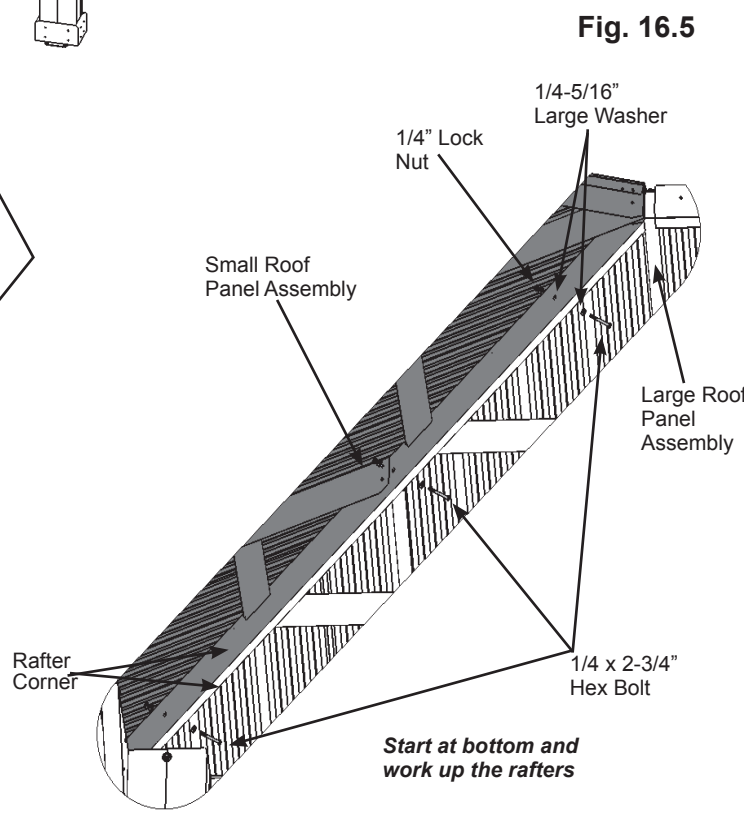 Fig. 16.5
1/4-5/16”
Large Washer
1/4” Lock
Nut
Small Roof
Panel Assembly
Large Roof
Panel
Assembly
Rafter
Corner
1/4 x 2-3/4”
Hex Bolt
Start at bottom and
work up the rafters